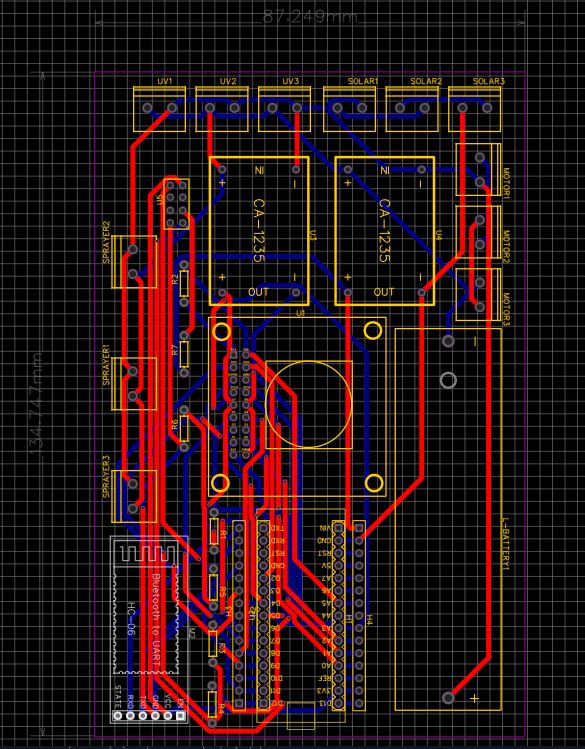 87.249mm
134.747mm
UV1
UV2
UV3
SOLAR1
SOLAR2
SOLAR3
MOTOR1
MOTOR2
MOTOR3
SPRAYER2
SPRAYER1
SPRAYER3
IN
+
−
CA-1235
+
−
OUT
U3
IN
+
−
CA-1235
+
−
OUT
U4
U1
R2
R7
R6
R1
R5
R3
R4
−
LI-BATTERY1
+
TXD
RXD
RST
GND
D2
D3
D4
D5
D6
D7
D8
D9
D10
D11
D12
VIN
GND
RST
5V
A7
A6
A5
A4
A3
A2
A1
A0
REF
3V3
D13
H1
H4
Bluetooth to UART
HC-06
STATE
RXD
TXD
GND
VCC
EN